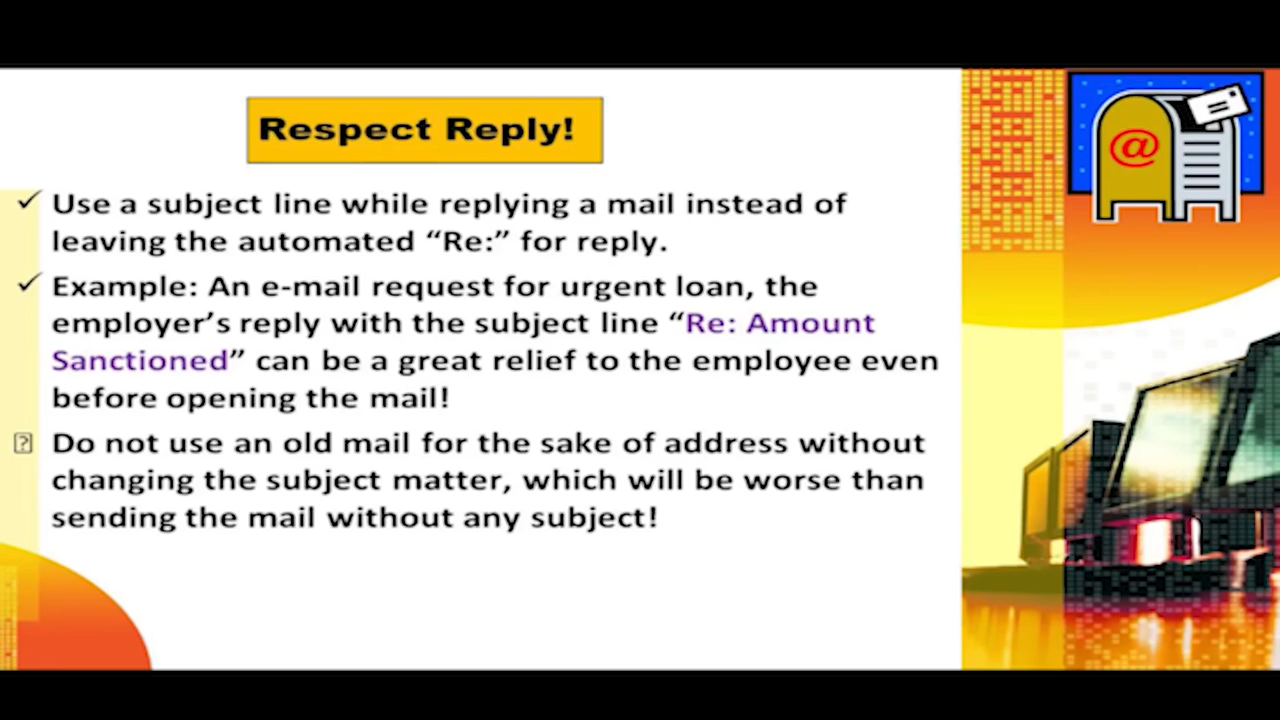 Respect Reply!
✓ Use a subject line while replying a mail instead of
leaving the automated “Re:” for reply.
✓ Example: An e-mail request for urgent loan, the
employer’s reply with the subject line “Re: Amount
Sanctioned” can be a great relief to the employee even
before opening the mail!
Do not use an old mail for the sake of address without
changing the subject matter, which will be worse than
sending the mail without any subject!
@